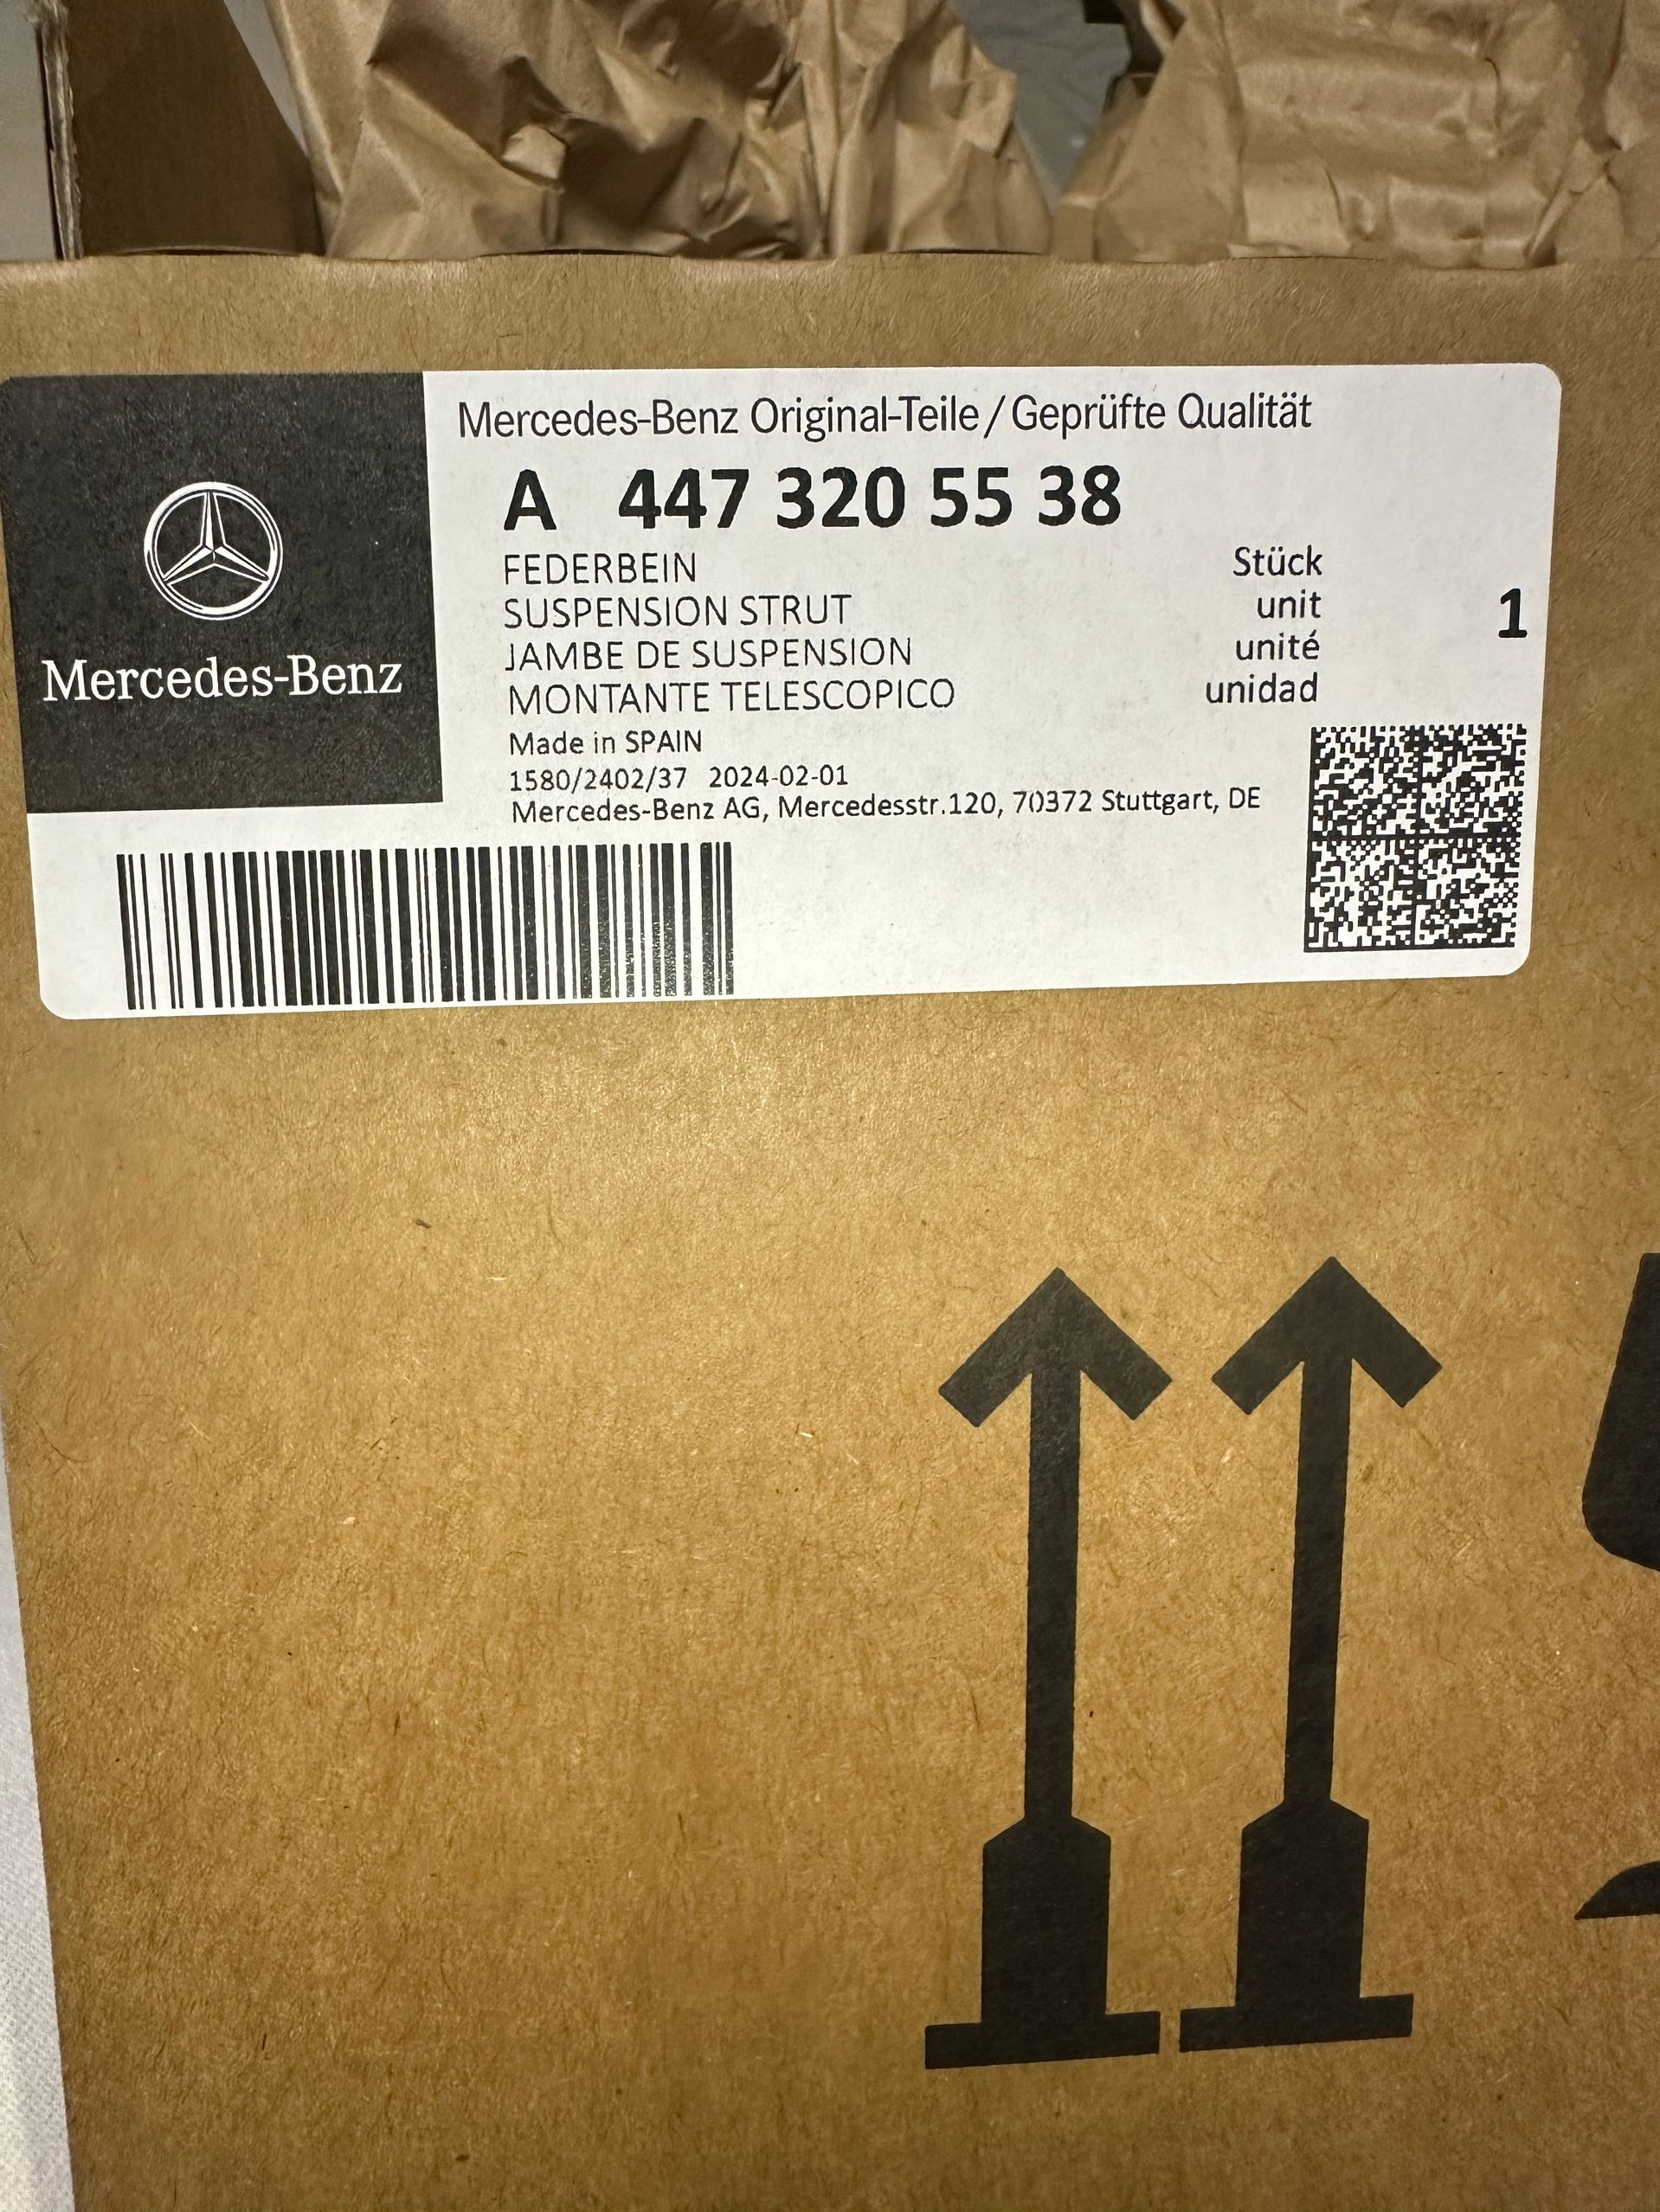 Mercedes-Benz
Mercedes-Benz Original-Teile/Geprüfte Qualität
A 447 320 55 38
FEDERBEIN Stück
SUSPENSION STRUT unit 1
JAMBE DE SUSPENSION unité
MONTANTE TELESCOPICO unidad
Made in SPAIN
1580/2402/37 2024-02-01
Mercedes-Benz AG, Mercedesstr.120, 70372 Stuttgart, DE